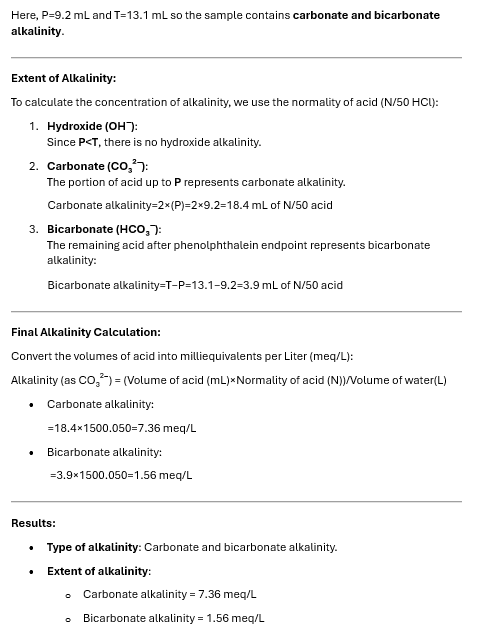 Here, P=9.2 mL and T=13.1 mL so the sample contains carbonate and bicarbonate
alkalinity.
Extent of Alkalinity:
To calculate the concentration of alkalinity, we use the normality of acid (N/50 HCl):
1. Hydroxide (OH⁻):
Since P<T, there is no hydroxide alkalinity.
2. Carbonate (CO₃²⁻):
The portion of acid up to P represents carbonate alkalinity.
Carbonate alkalinity=2×(P)=2×9.2=18.4 mL of N/50 acid
3. Bicarbonate (HCO₃⁻):
The remaining acid after phenolphthalein endpoint represents bicarbonate
alkalinity:
Bicarbonate alkalinity=T−P=13.1−9.2=3.9 mL of N/50 acid
Final Alkalinity Calculation:
Convert the volumes of acid into milliequivalents per Liter (meq/L):
Alkalinity (as CO₃²⁻) = (Volume of acid (mL)×Normality of acid (N))/Volume of water(L)
• Carbonate alkalinity:
=18.4×1500.050=7.36 meq/L
• Bicarbonate alkalinity:
=3.9×1500.050=1.56 meq/L
Results:
• Type of alkalinity: Carbonate and bicarbonate alkalinity.
• Extent of alkalinity:
o Carbonate alkalinity = 7.36 meq/L
o Bicarbonate alkalinity = 1.56 meq/L